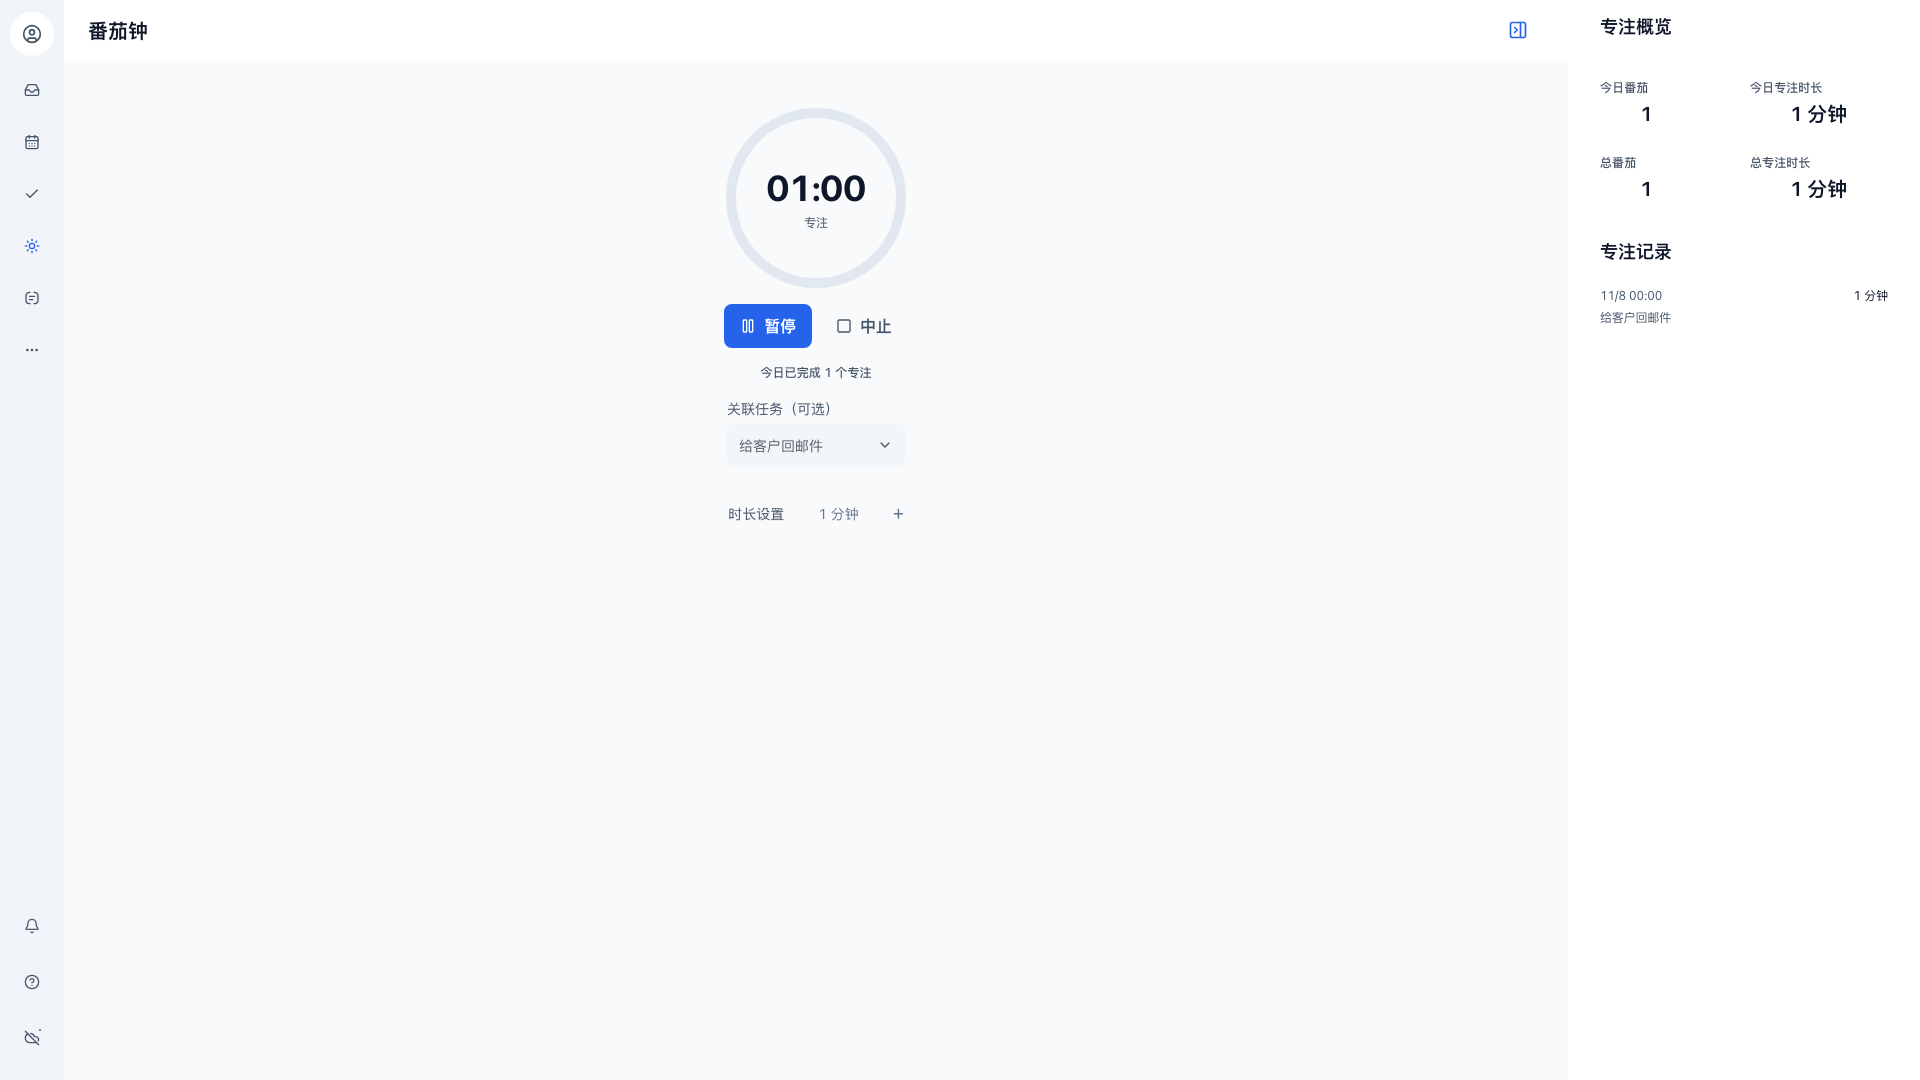 番茄钟
01:00
专注
暂停
中止
今日已完成 1 个专注
关联任务（可选）
给客户回邮件
时长设置
1 分钟
专注概览
今日番茄
1
今日专注时长
1 分钟
总番茄
1
总专注时长
1 分钟
专注记录
11/8 00:00
1 分钟
给客户回邮件